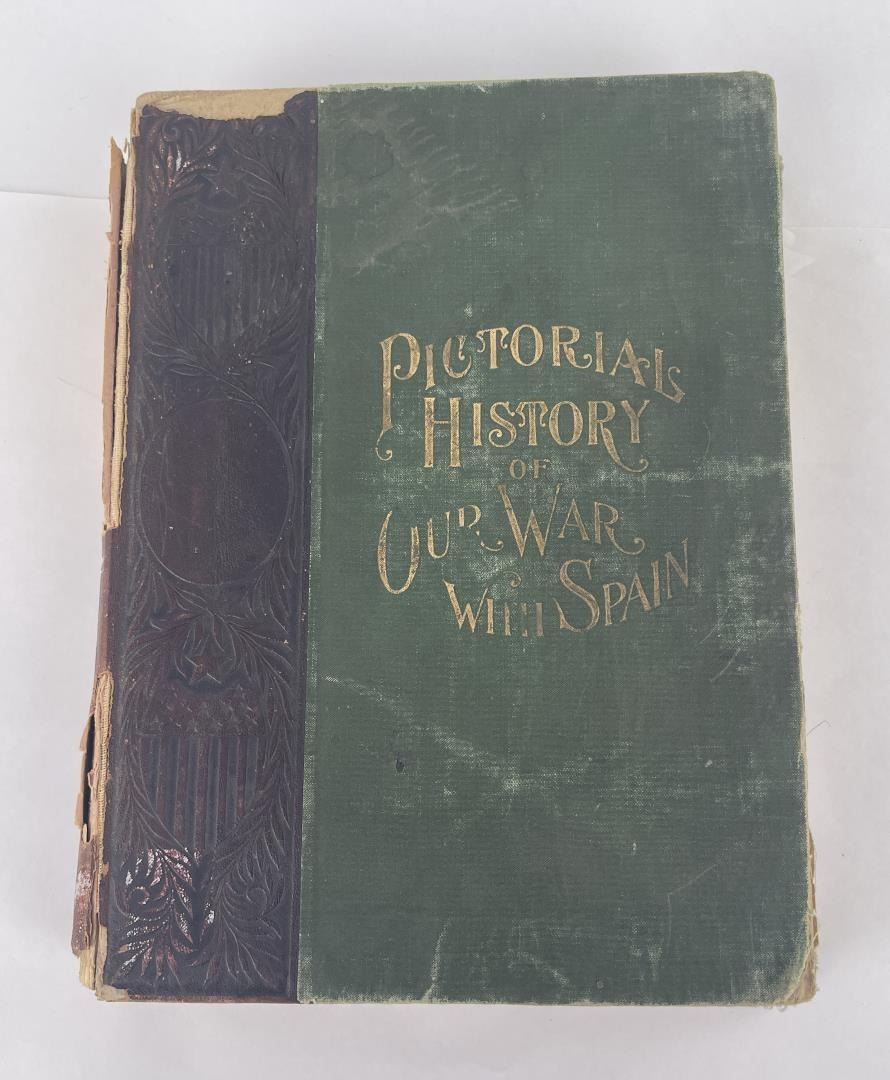 PICTORIAL
HISTORY
OF
OUR WAR
WITH SPAIN